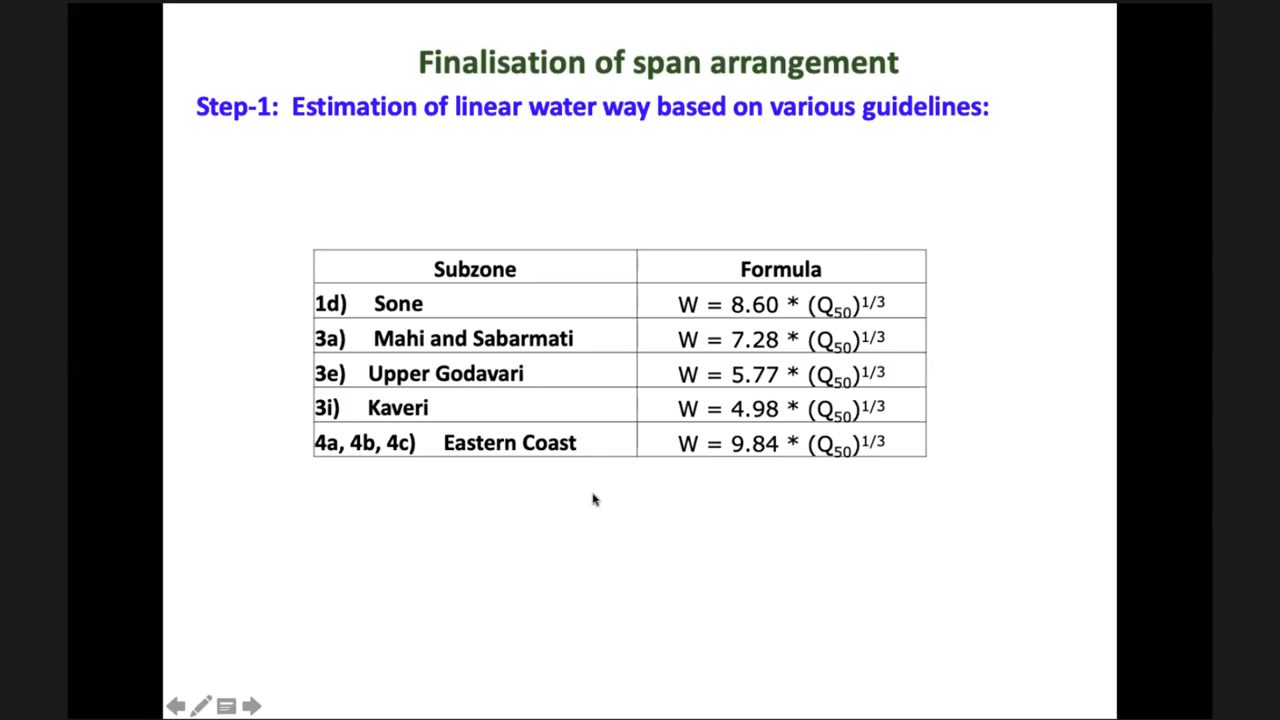 Finalisation of span arrangement
Step-1: Estimation of linear water way based on various guidelines:
Subzone Formula
1d) Sone W = 8.60 * (Q₅₀)¹/³
3a) Mahi and Sabarmati W = 7.28 * (Q₅₀)¹/³
3e) Upper Godavari W = 5.77 * (Q₅₀)¹/³
3i) Kaveri W = 4.98 * (Q₅₀)¹/³
4a, 4b, 4c) Eastern Coast W = 9.84 * (Q₅₀)¹/³